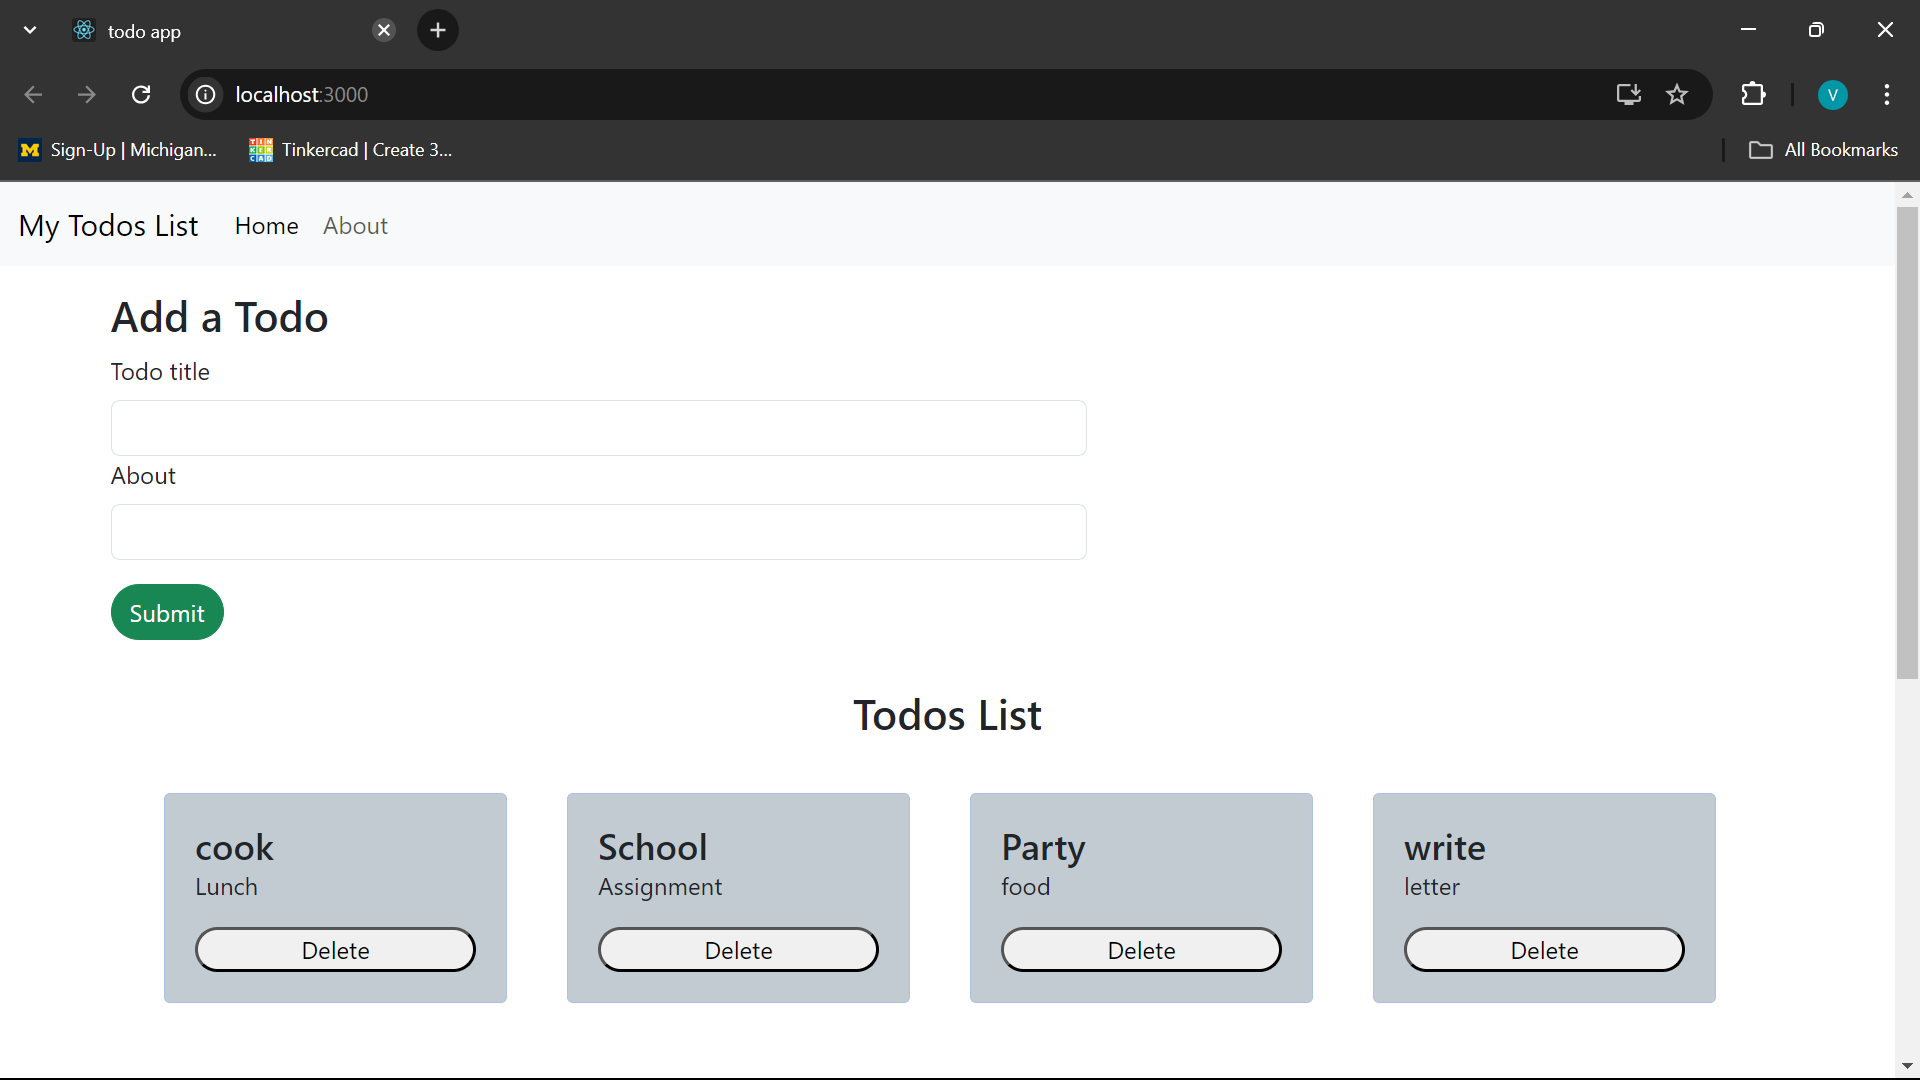 todo app
localhost:3000
V
Sign-Up | Michigan...
Tinkercad | Create 3...
All Bookmarks
My Todos List Home About
Add a Todo
Todo title
About
Submit
Todos List
cook
Lunch
Delete
School
Assignment
Delete
Party
food
Delete
write
letter
Delete